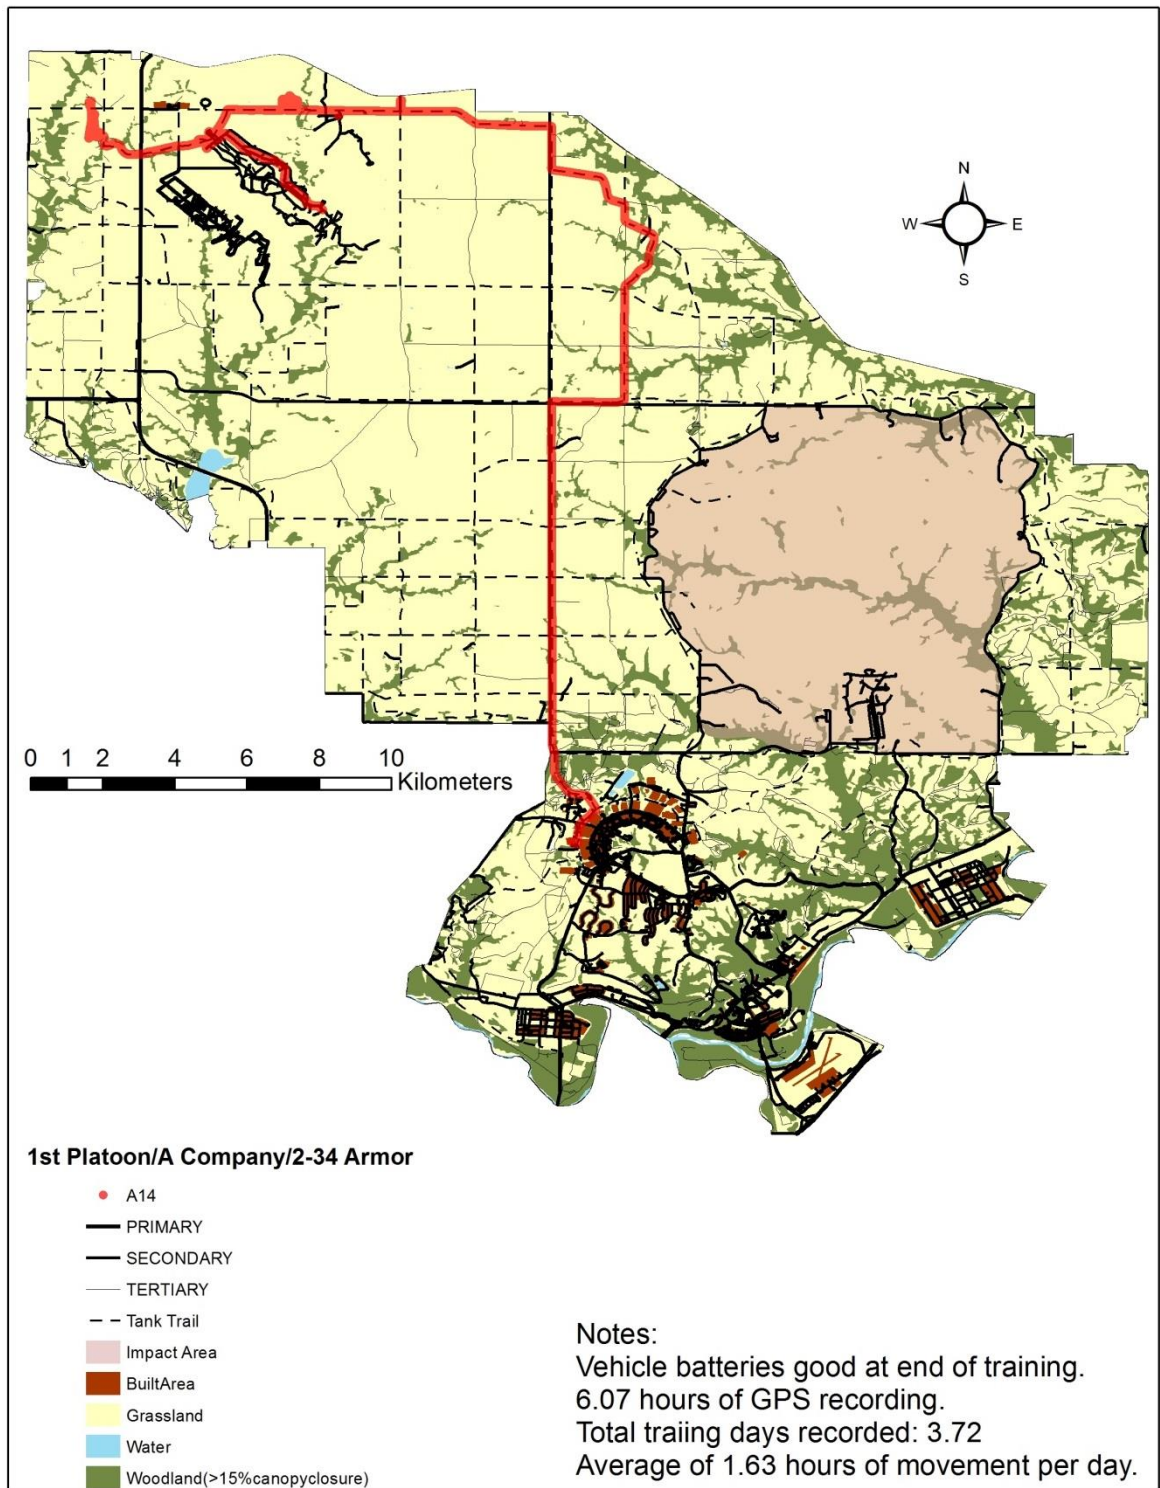 N
W
E
S
0 1 2 4 6 8 10
Kilometers
1st Platoon/A Company/2-34 Armor
A14
PRIMARY
SECONDARY
TERTIARY
Tank Trail
Impact Area
BuiltArea
Grassland
Water
Woodland(>15%canopyclosure)
Notes:
Vehicle batteries good at end of training.
6.07 hours of GPS recording.
Total traiing days recorded: 3.72
Average of 1.63 hours of movement per day.